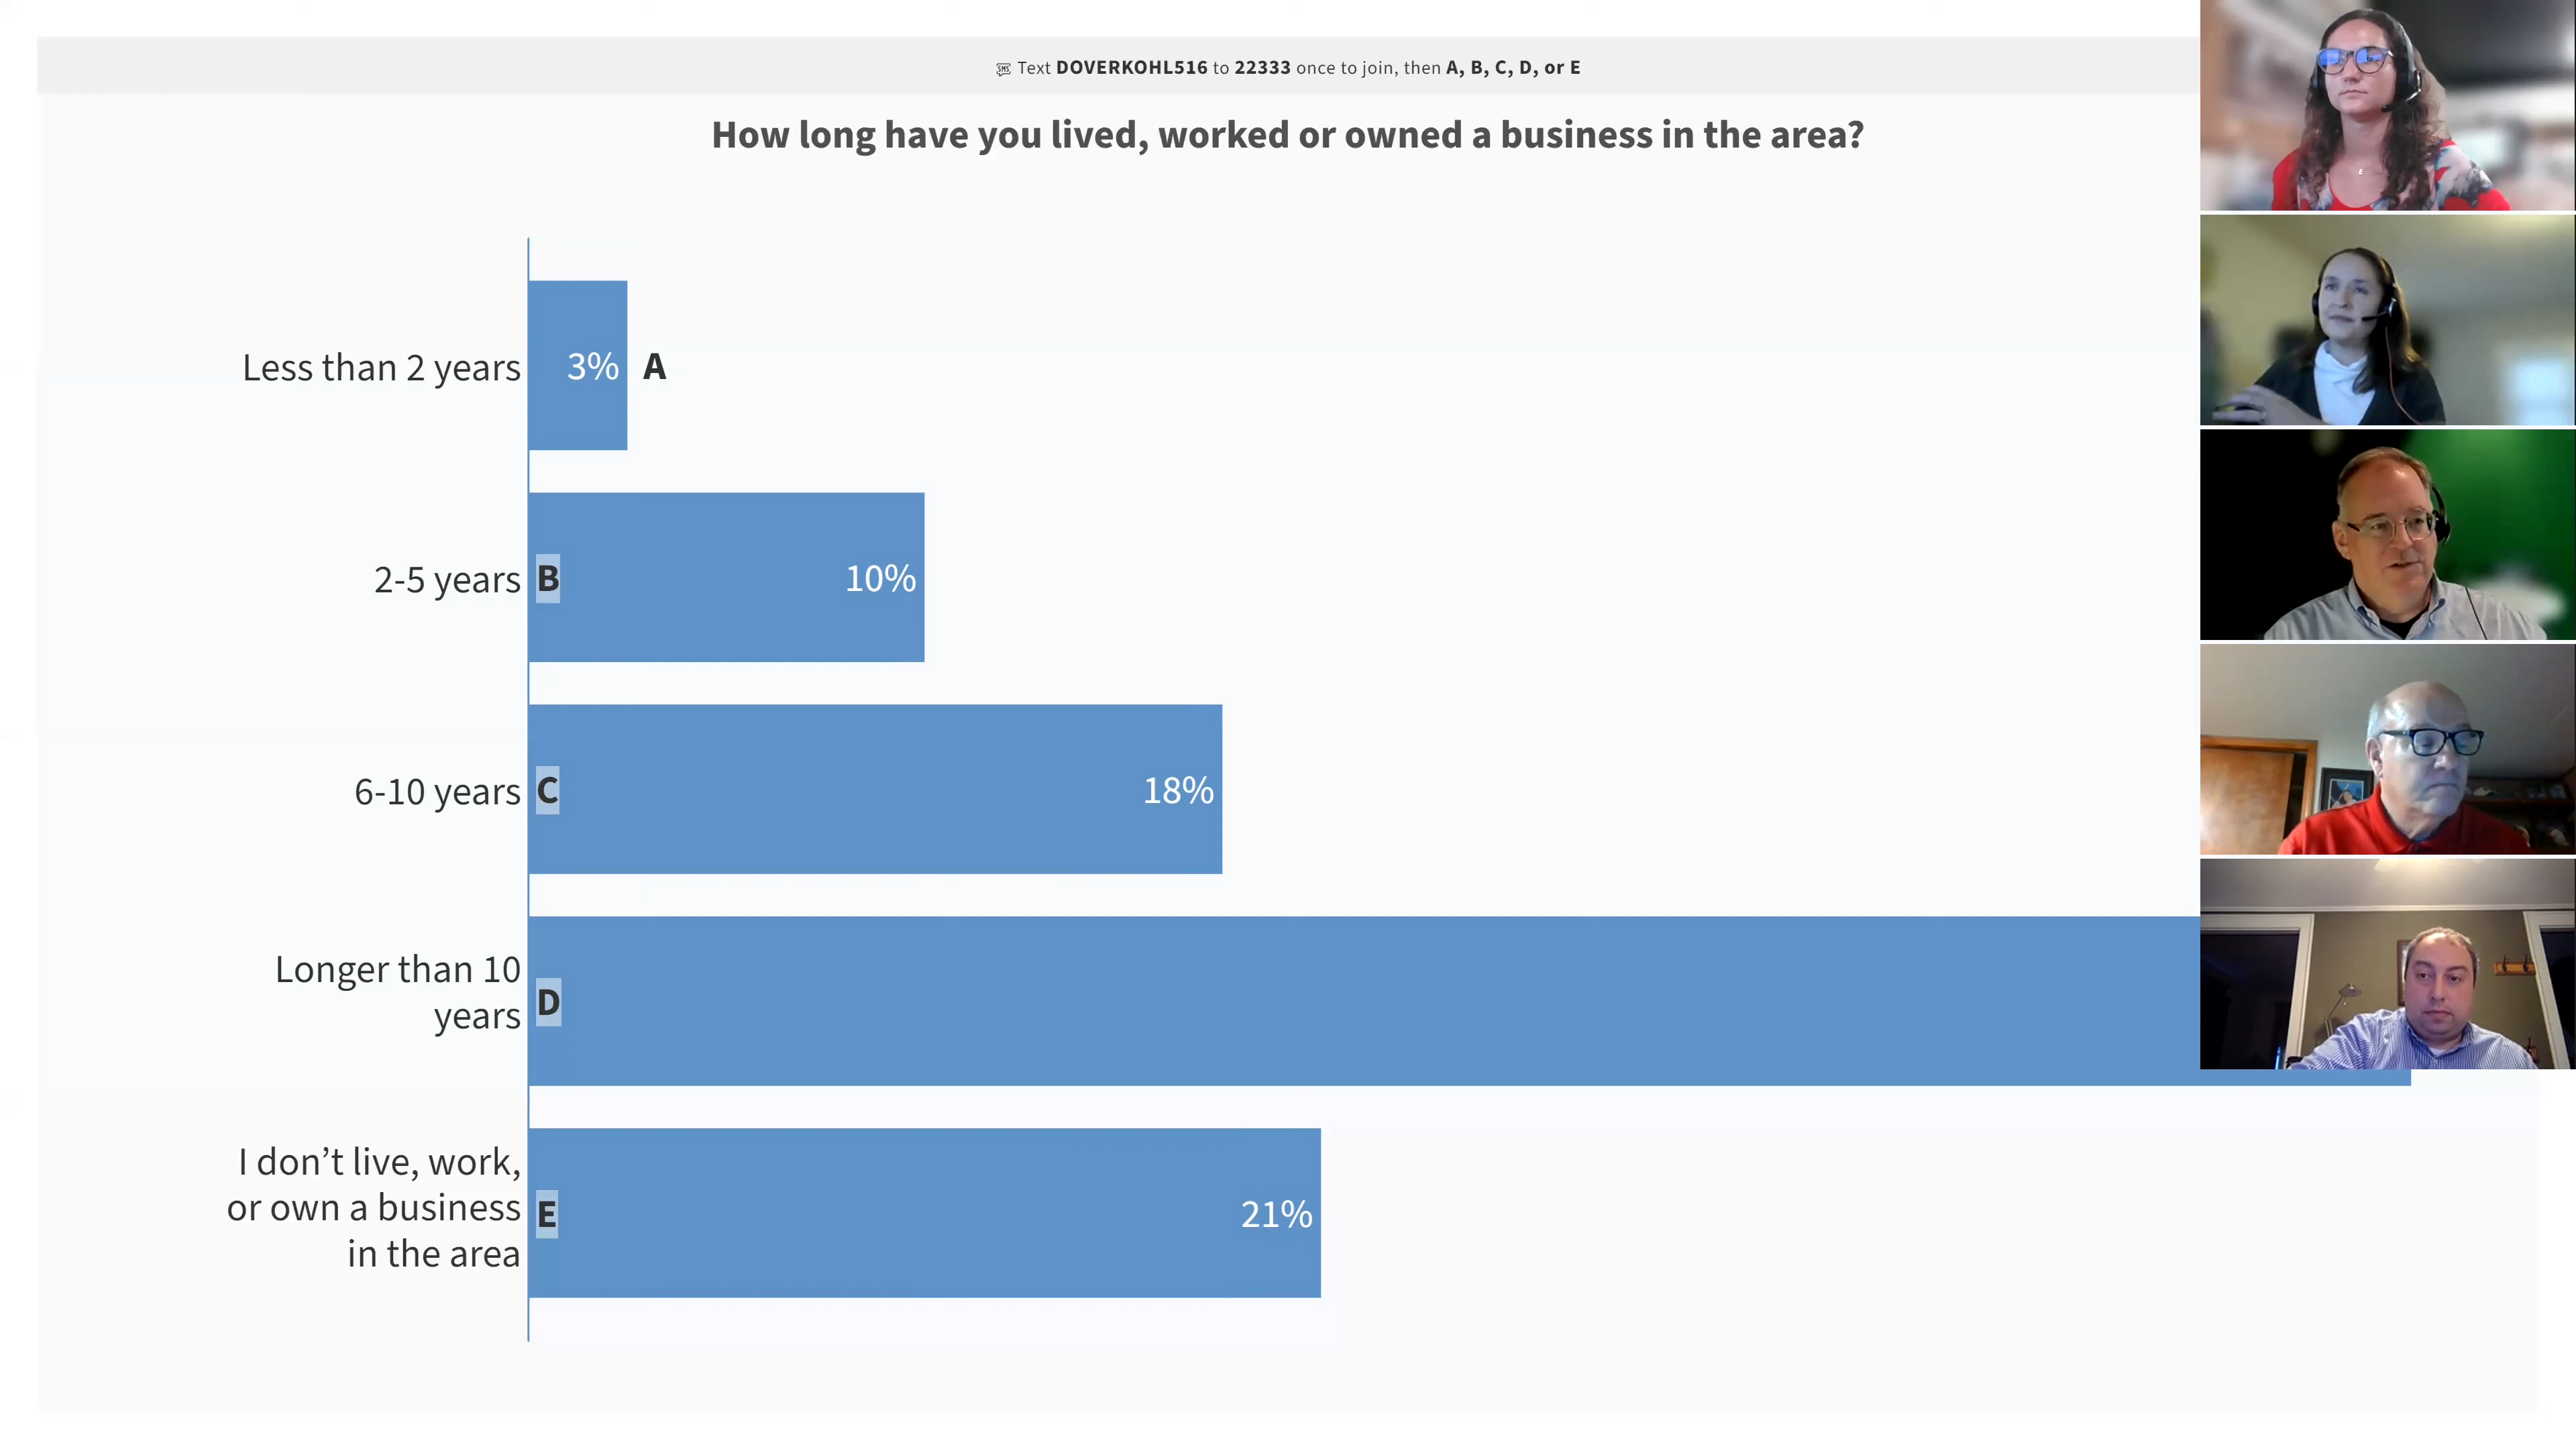 Text DOVERKOHL516 to 22333 once to join, then A, B, C, D, or E
How long have you lived, worked or owned a business in the area?
Less than 2 years 3% A
2-5 years B 10%
6-10 years C 18%
Longer than 10
years D
I don’t live, work,
or own a business E 21%
in the area